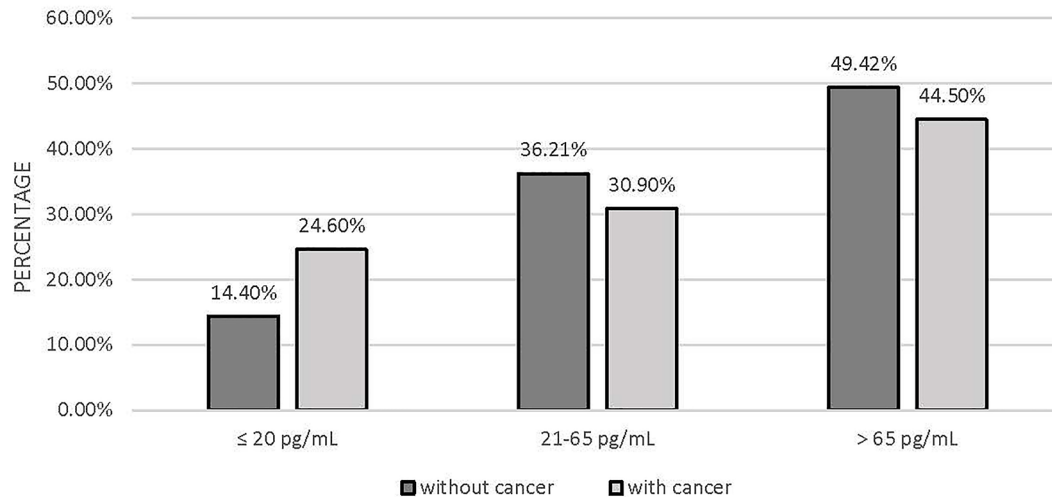 60.00%
50.00%
40.00%
30.00%
20.00%
10.00%
0.00%
PERCENTAGE
14.40%
24.60%
36.21%
30.90%
49.42%
44.50%
≤ 20 pg/mL
21-65 pg/mL
> 65 pg/mL
without cancer
with cancer